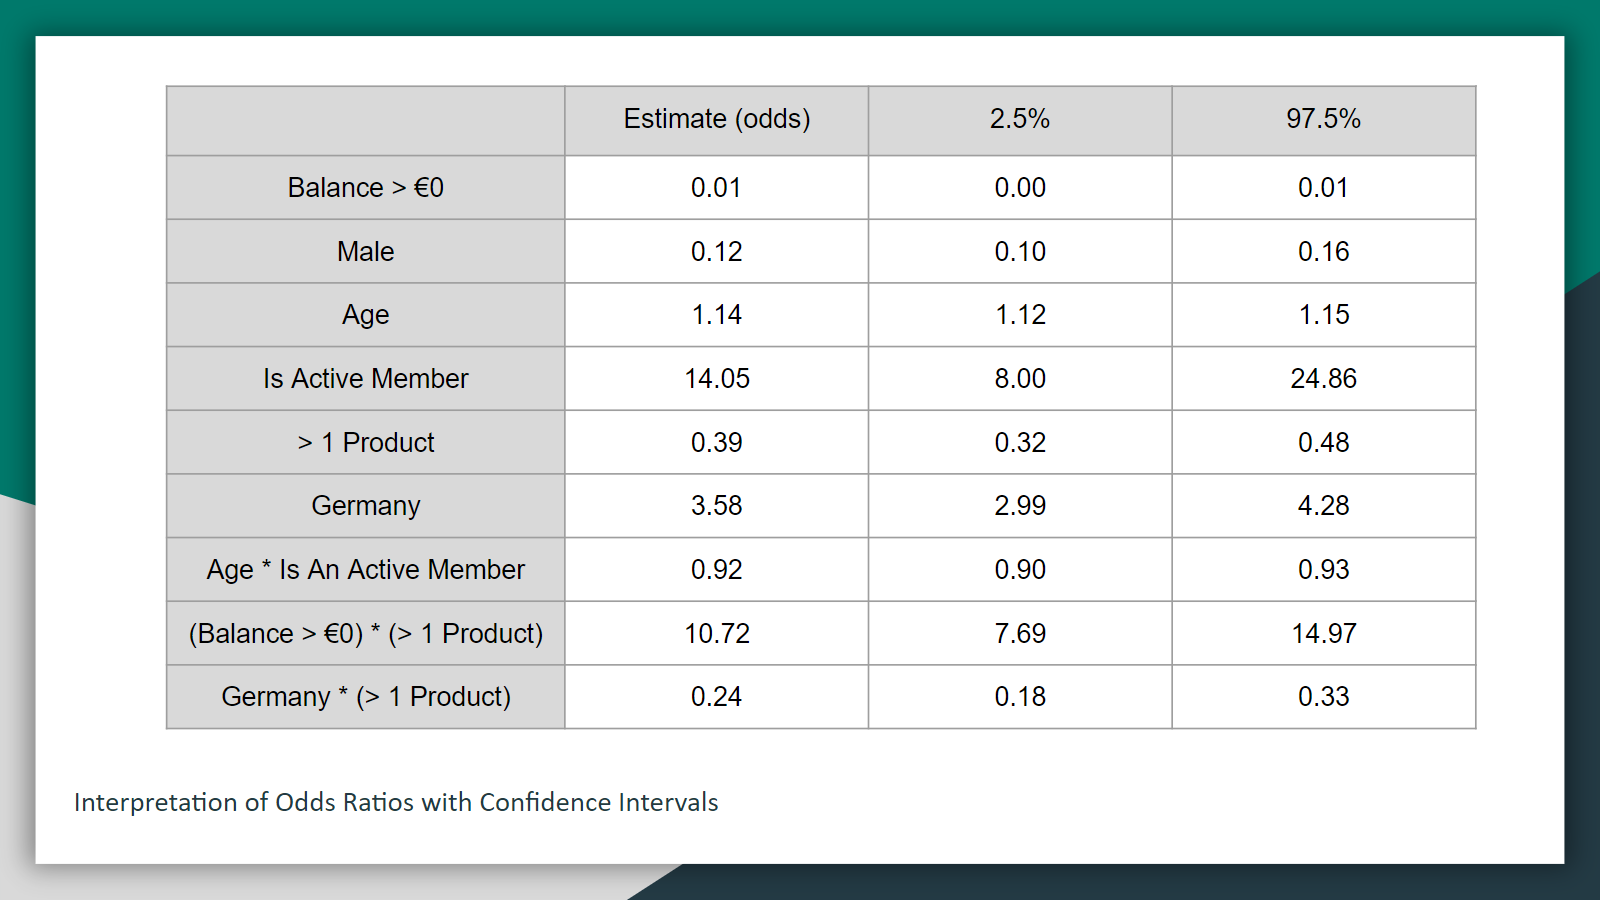 Estimate (odds) 2.5% 97.5%
Balance > €0 0.01 0.00 0.01
Male 0.12 0.10 0.16
Age 1.14 1.12 1.15
Is Active Member 14.05 8.00 24.86
> 1 Product 0.39 0.32 0.48
Germany 3.58 2.99 4.28
Age * Is An Active Member 0.92 0.90 0.93
(Balance > €0) * (> 1 Product) 10.72 7.69 14.97
Germany * (> 1 Product) 0.24 0.18 0.33
Interpretation of Odds Ratios with Confidence Intervals